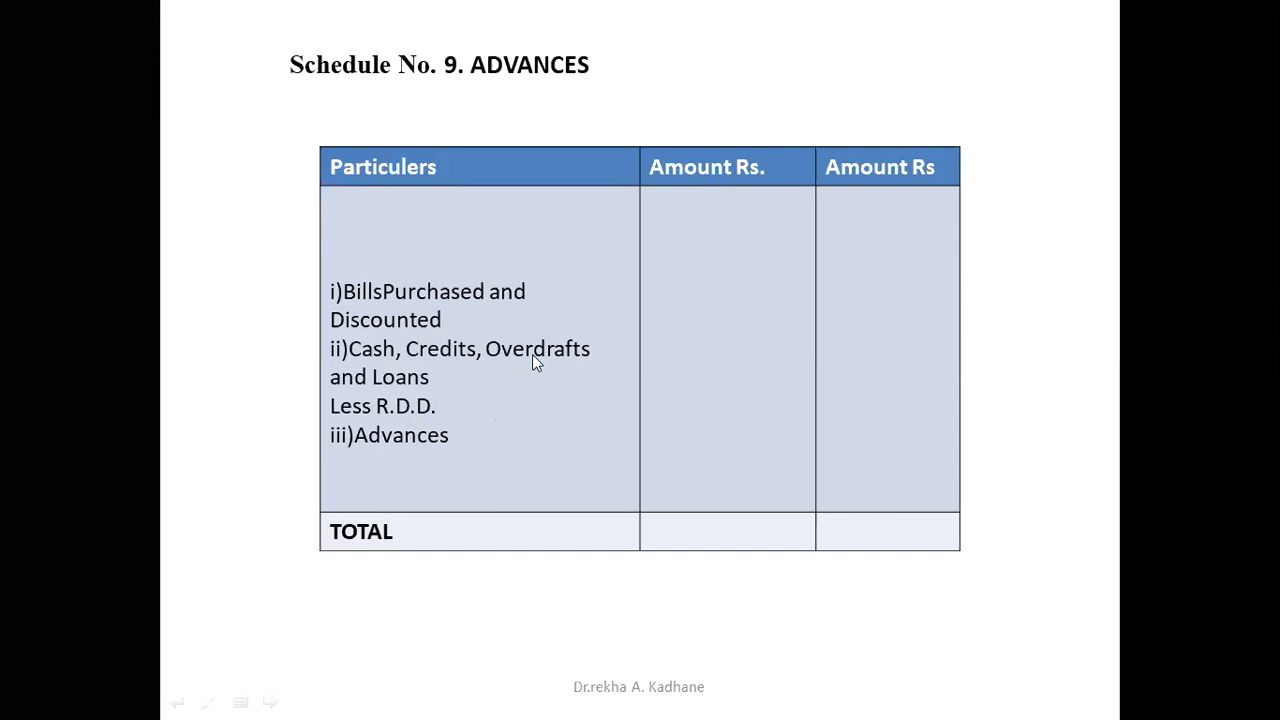 Schedule No. 9. ADVANCES
Particulers Amount Rs. Amount Rs
i)BillsPurchased and
Discounted
ii)Cash, Credits, Overdrafts
and Loans
Less R.D.D.
iii)Advances
TOTAL
Dr.rekha A. Kadhane